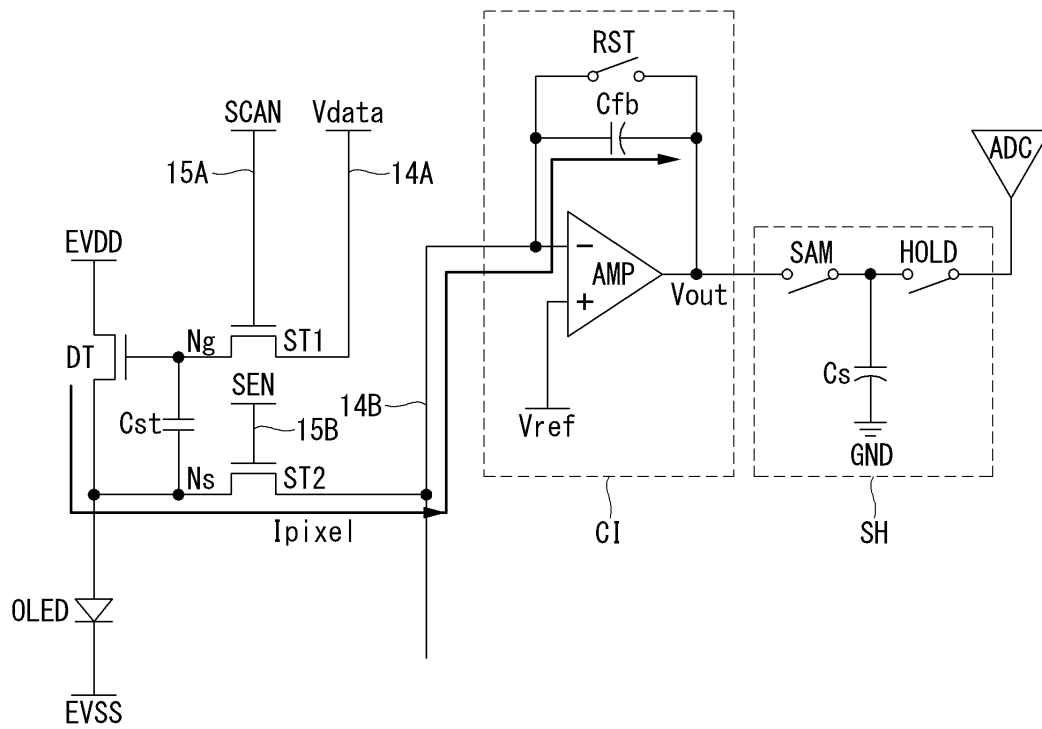 RST
Cfb
SCAN
Vdata
15A
14A
ADC
EVDD
AMP
−
+
Vout
SAM
HOLD
DT
Ng
ST1
SEN
Cst
15B
14B
Vref
Cs
GND
Ns
ST2
Ipixel
CI
SH
OLED
EVSS